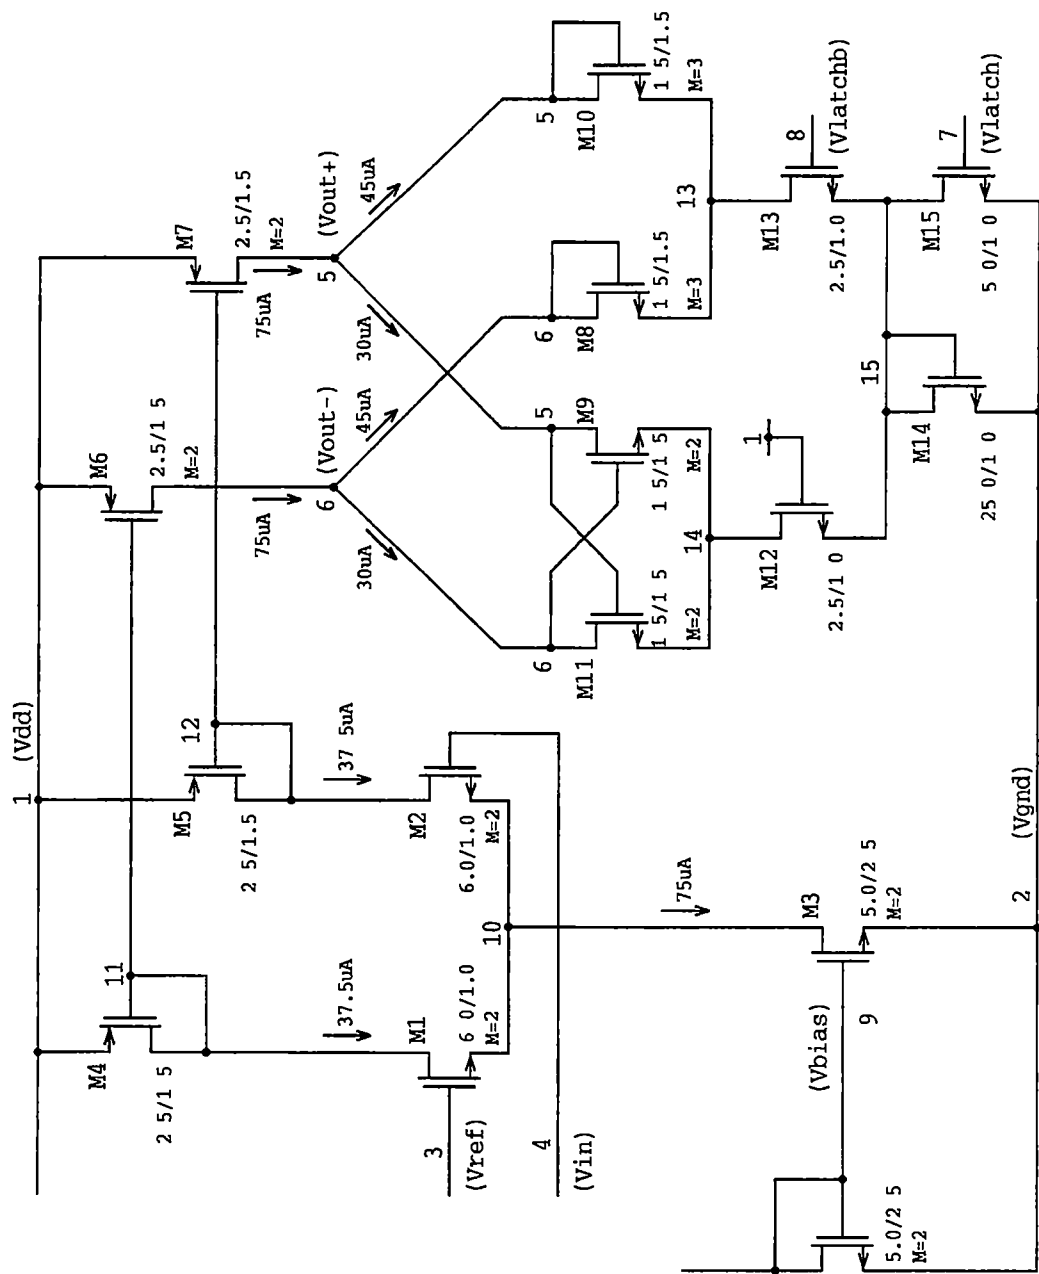 (Vdd)
1
M4
2 5/1 5
11
M5
2 5/1.5
12
M6
2.5/1 5
M=2
M7
2.5/1.5
M=2
37.5uA
37 5uA
75uA
75uA
(Vout-)
6
(Vout+)
5
30uA
45uA
30uA
45uA
M1
6 0/1.0
M=2
M2
6.0/1.0
M=2
10
3
(Vref)
4
(Vin)
6
M11
1 5/1 5
M=2
5
M9
1 5/1 5
M=2
6
M8
1 5/1.5
M=3
5
M10
1 5/1.5
M=3
14
13
M12
2.5/1 0
1
M13
2.5/1.0
8
(Vlatchb)
15
M14
25 0/1 0
M15
5 0/1 0
7
(Vlatch)
75uA
M3
5.0/2 5
M=2
(Vbias)
9
5.0/2 5
M=2
2
(Vgnd)